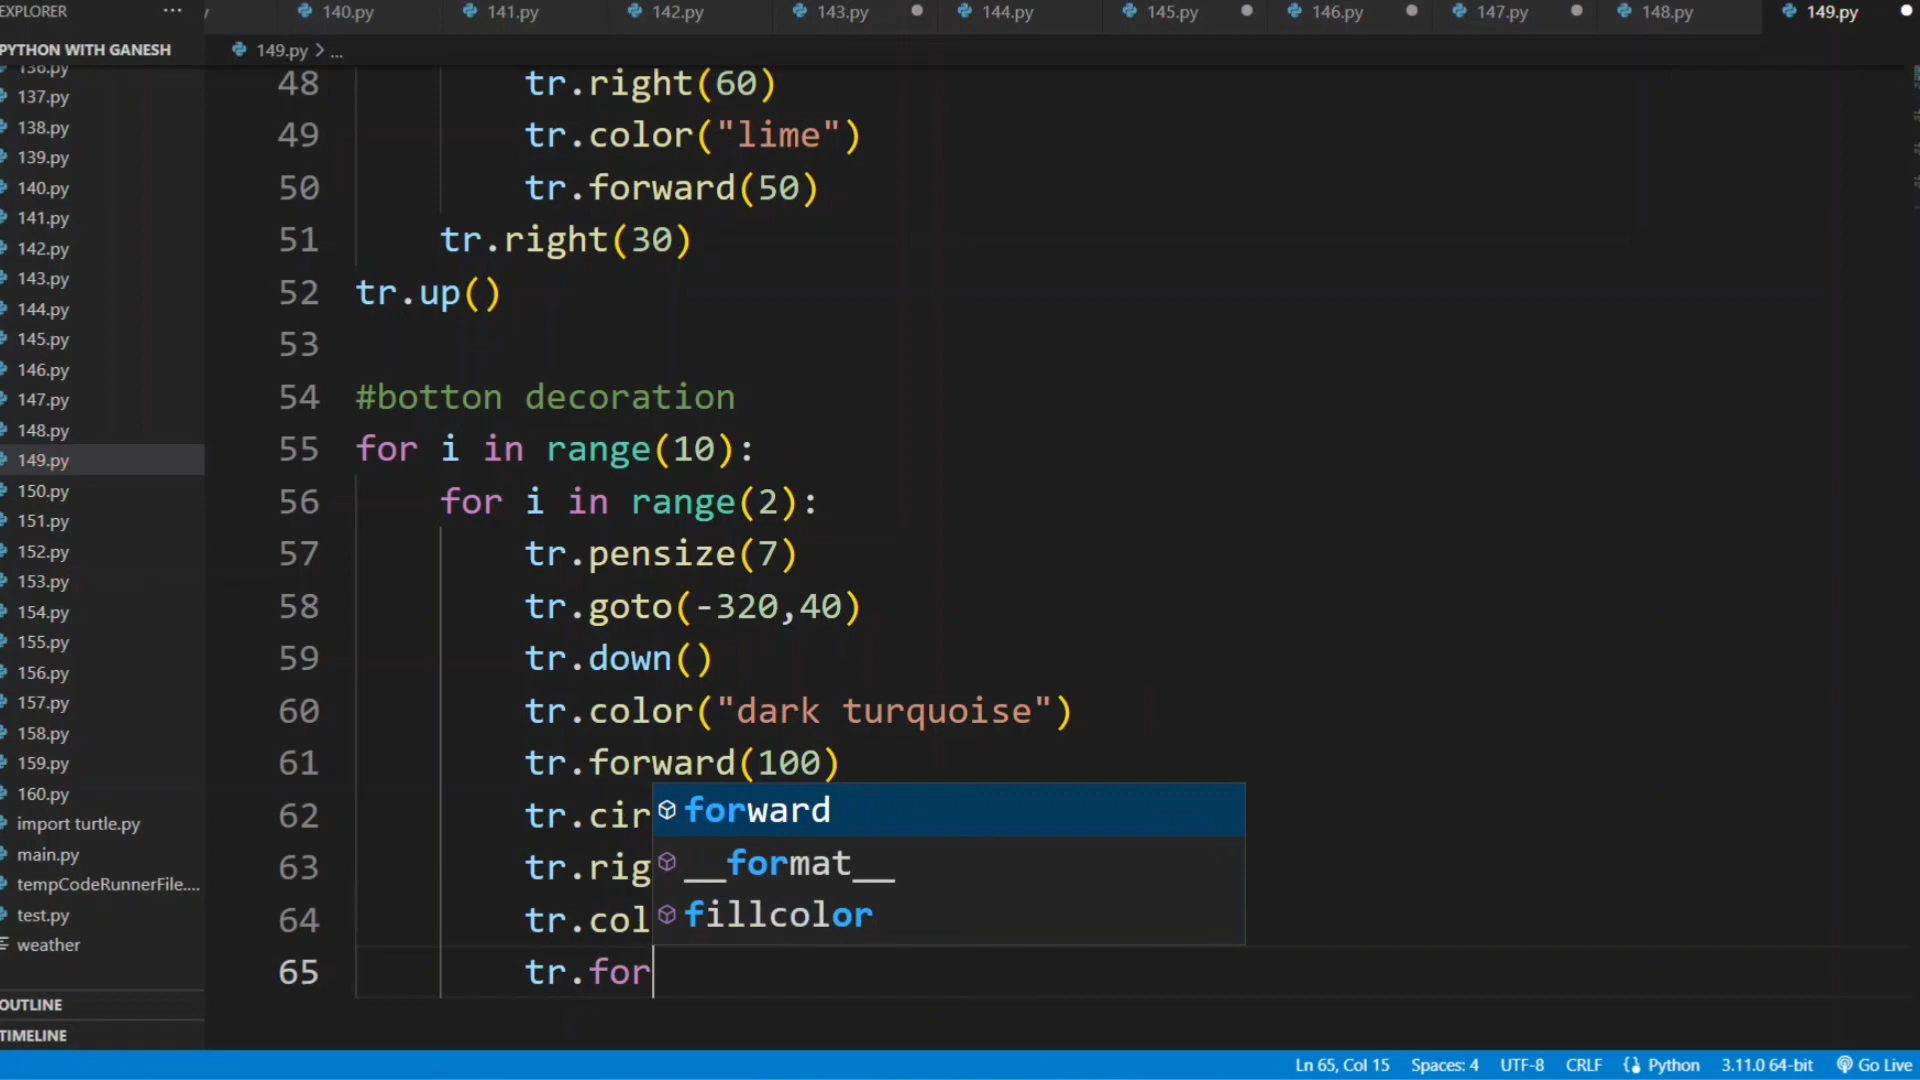 EXPLORER ...
140.py 141.py 142.py 143.py 144.py 145.py 146.py 147.py 148.py 149.py
PYTHON WITH GANESH
149.py > ...
136.py
137.py
138.py
139.py
140.py
141.py
142.py
143.py
144.py
145.py
146.py
147.py
148.py
149.py
150.py
151.py
152.py
153.py
154.py
155.py
156.py
157.py
158.py
159.py
160.py
import turtle.py
main.py
tempCodeRunnerFile....
test.py
weather
OUTLINE
TIMELINE
48 tr.right(60)
49 tr.color("lime")
50 tr.forward(50)
51 tr.right(30)
52 tr.up()
53
54 #botton decoration
55 for i in range(10):
56 for i in range(2):
57 tr.pensize(7)
58 tr.goto(-320,40)
59 tr.down()
60 tr.color("dark turquoise")
61 tr.forward(100)
62 tr.cir
63 tr.rig
64 tr.col
65 tr.for
forward
__format__
fillcolor
Ln 65, Col 15 Spaces: 4 UTF-8 CRLF Python 3.11.0 64-bit Go Live